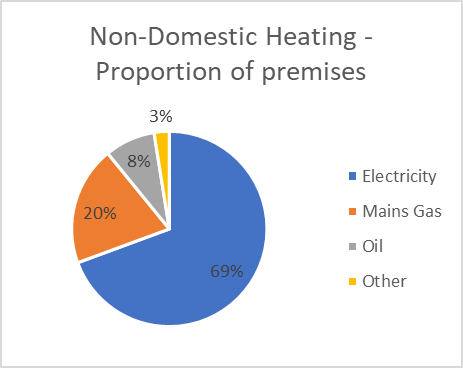 Non-Domestic Heating -
Proportion of premises
3%
8%
20%
69%
Electricity
Mains Gas
Oil
Other